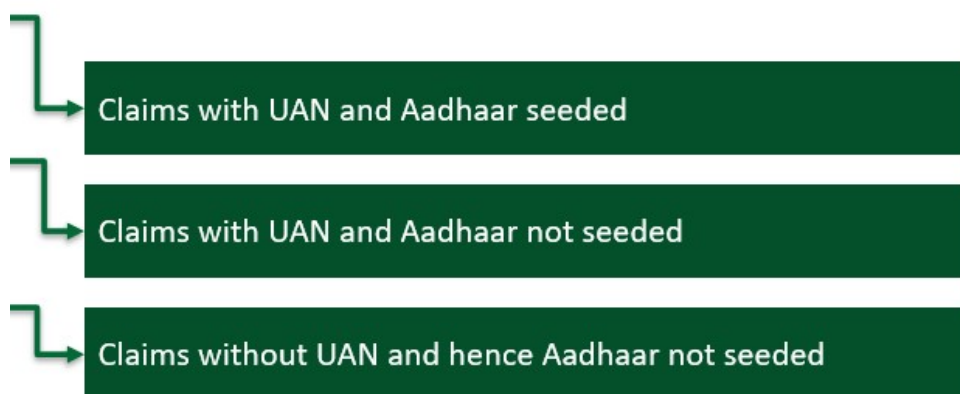 Claims with UAN and Aadhaar seeded
Claims with UAN and Aadhaar not seeded
Claims without UAN and hence Aadhaar not seeded